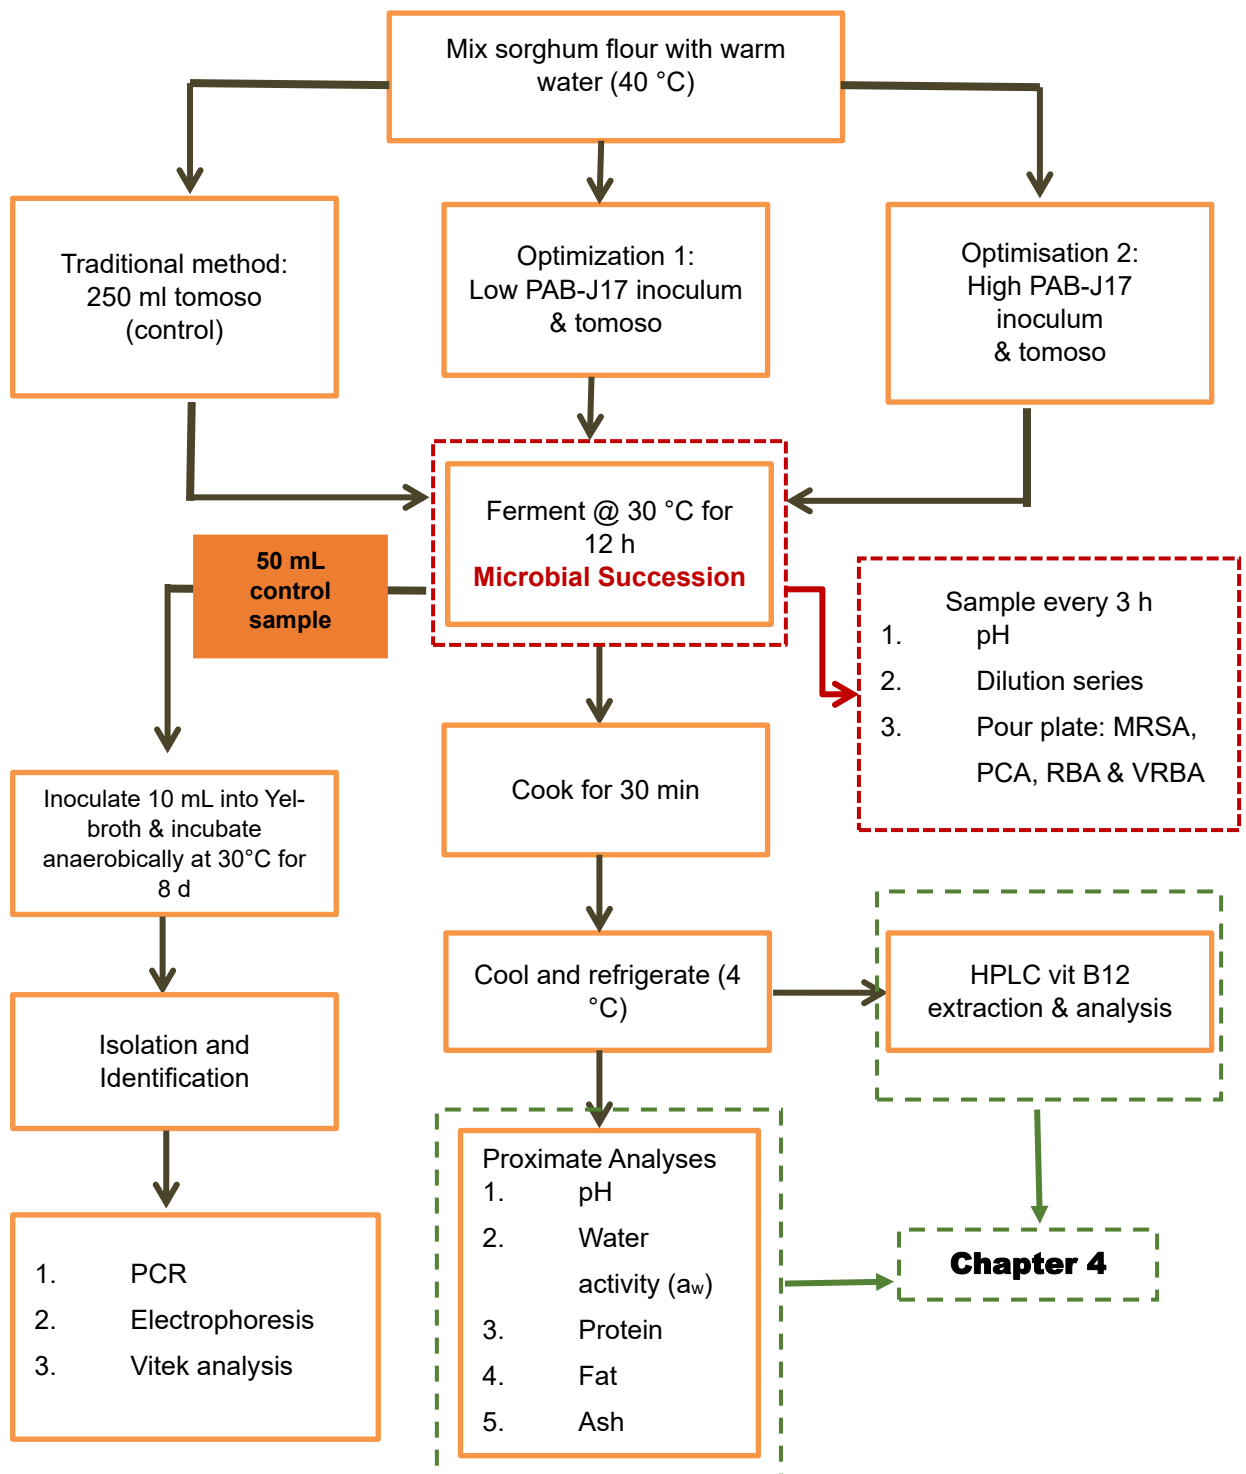 Mix sorghum flour with warm
water (40 °C)
Traditional method:
250 ml tomoso
(control)
Optimization 1:
Low PAB-J17 inoculum
& tomoso
Optimisation 2:
High PAB-J17
inoculum
& tomoso
Ferment @ 30 °C for
12 h
Microbial Succession
50 mL
control
sample
Sample every 3 h
1. pH
2. Dilution series
3. Pour plate: MRSA,
PCA, RBA & VRBA
Inoculate 10 mL into Yel-
broth & incubate
anaerobically at 30°C for
8 d
Cook for 30 min
Cool and refrigerate (4
°C)
HPLC vit B12
extraction & analysis
Isolation and
Identification
Proximate Analyses
1. pH
2. Water
activity (aw)
3. Protein
4. Fat
5. Ash
Chapter 4
1. PCR
2. Electrophoresis
3. Vitek analysis